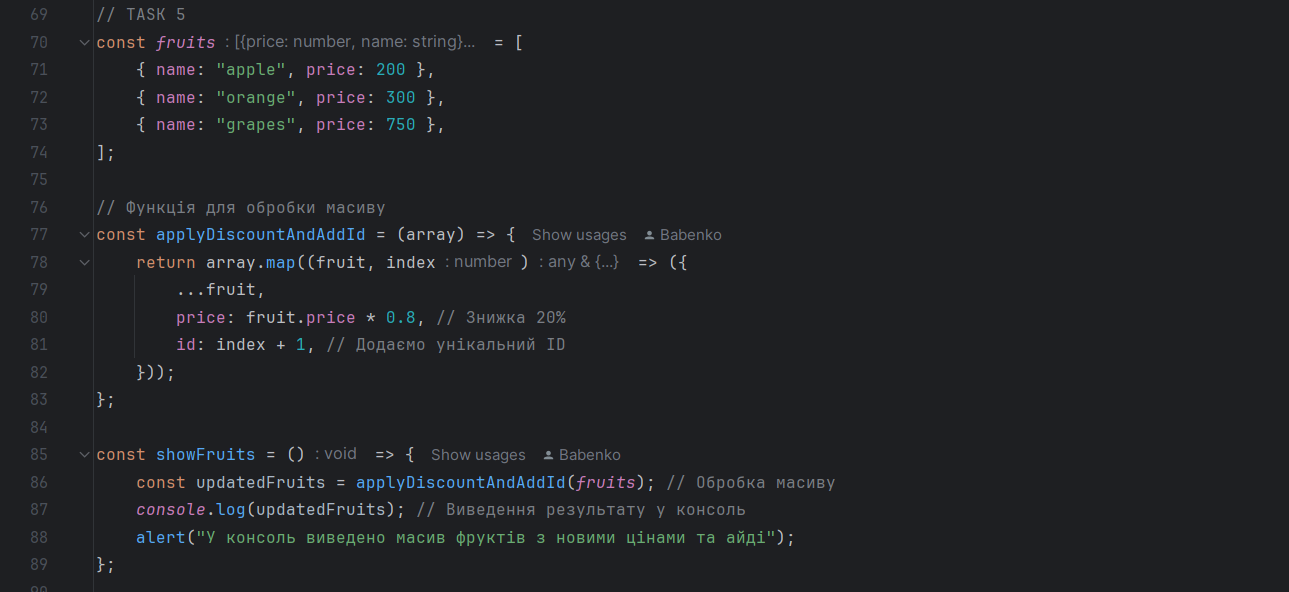 69 // TASK 5
70 const fruits : [{price: number, name: string}... = [
71 { name: "apple", price: 200 },
72 { name: "orange", price: 300 },
73 { name: "grapes", price: 750 },
74 ];
75
76 // Функція для обробки масиву
77 const applyDiscountAndAddId = (array) => { Show usages Babenko
78 return array.map((fruit, index : number ) : any & {...} => ({
79 ...fruit,
80 price: fruit.price * 0.8, // Знижка 20%
81 id: index + 1, // Додаємо унікальний ID
82 }));
83 };
84
85 const showFruits = () : void => { Show usages Babenko
86 const updatedFruits = applyDiscountAndAddId(fruits); // Обробка масиву
87 console.log(updatedFruits); // Виведення результату у консоль
88 alert("У консоль виведено масив фруктів з новими цінами та айді");
89 };
90